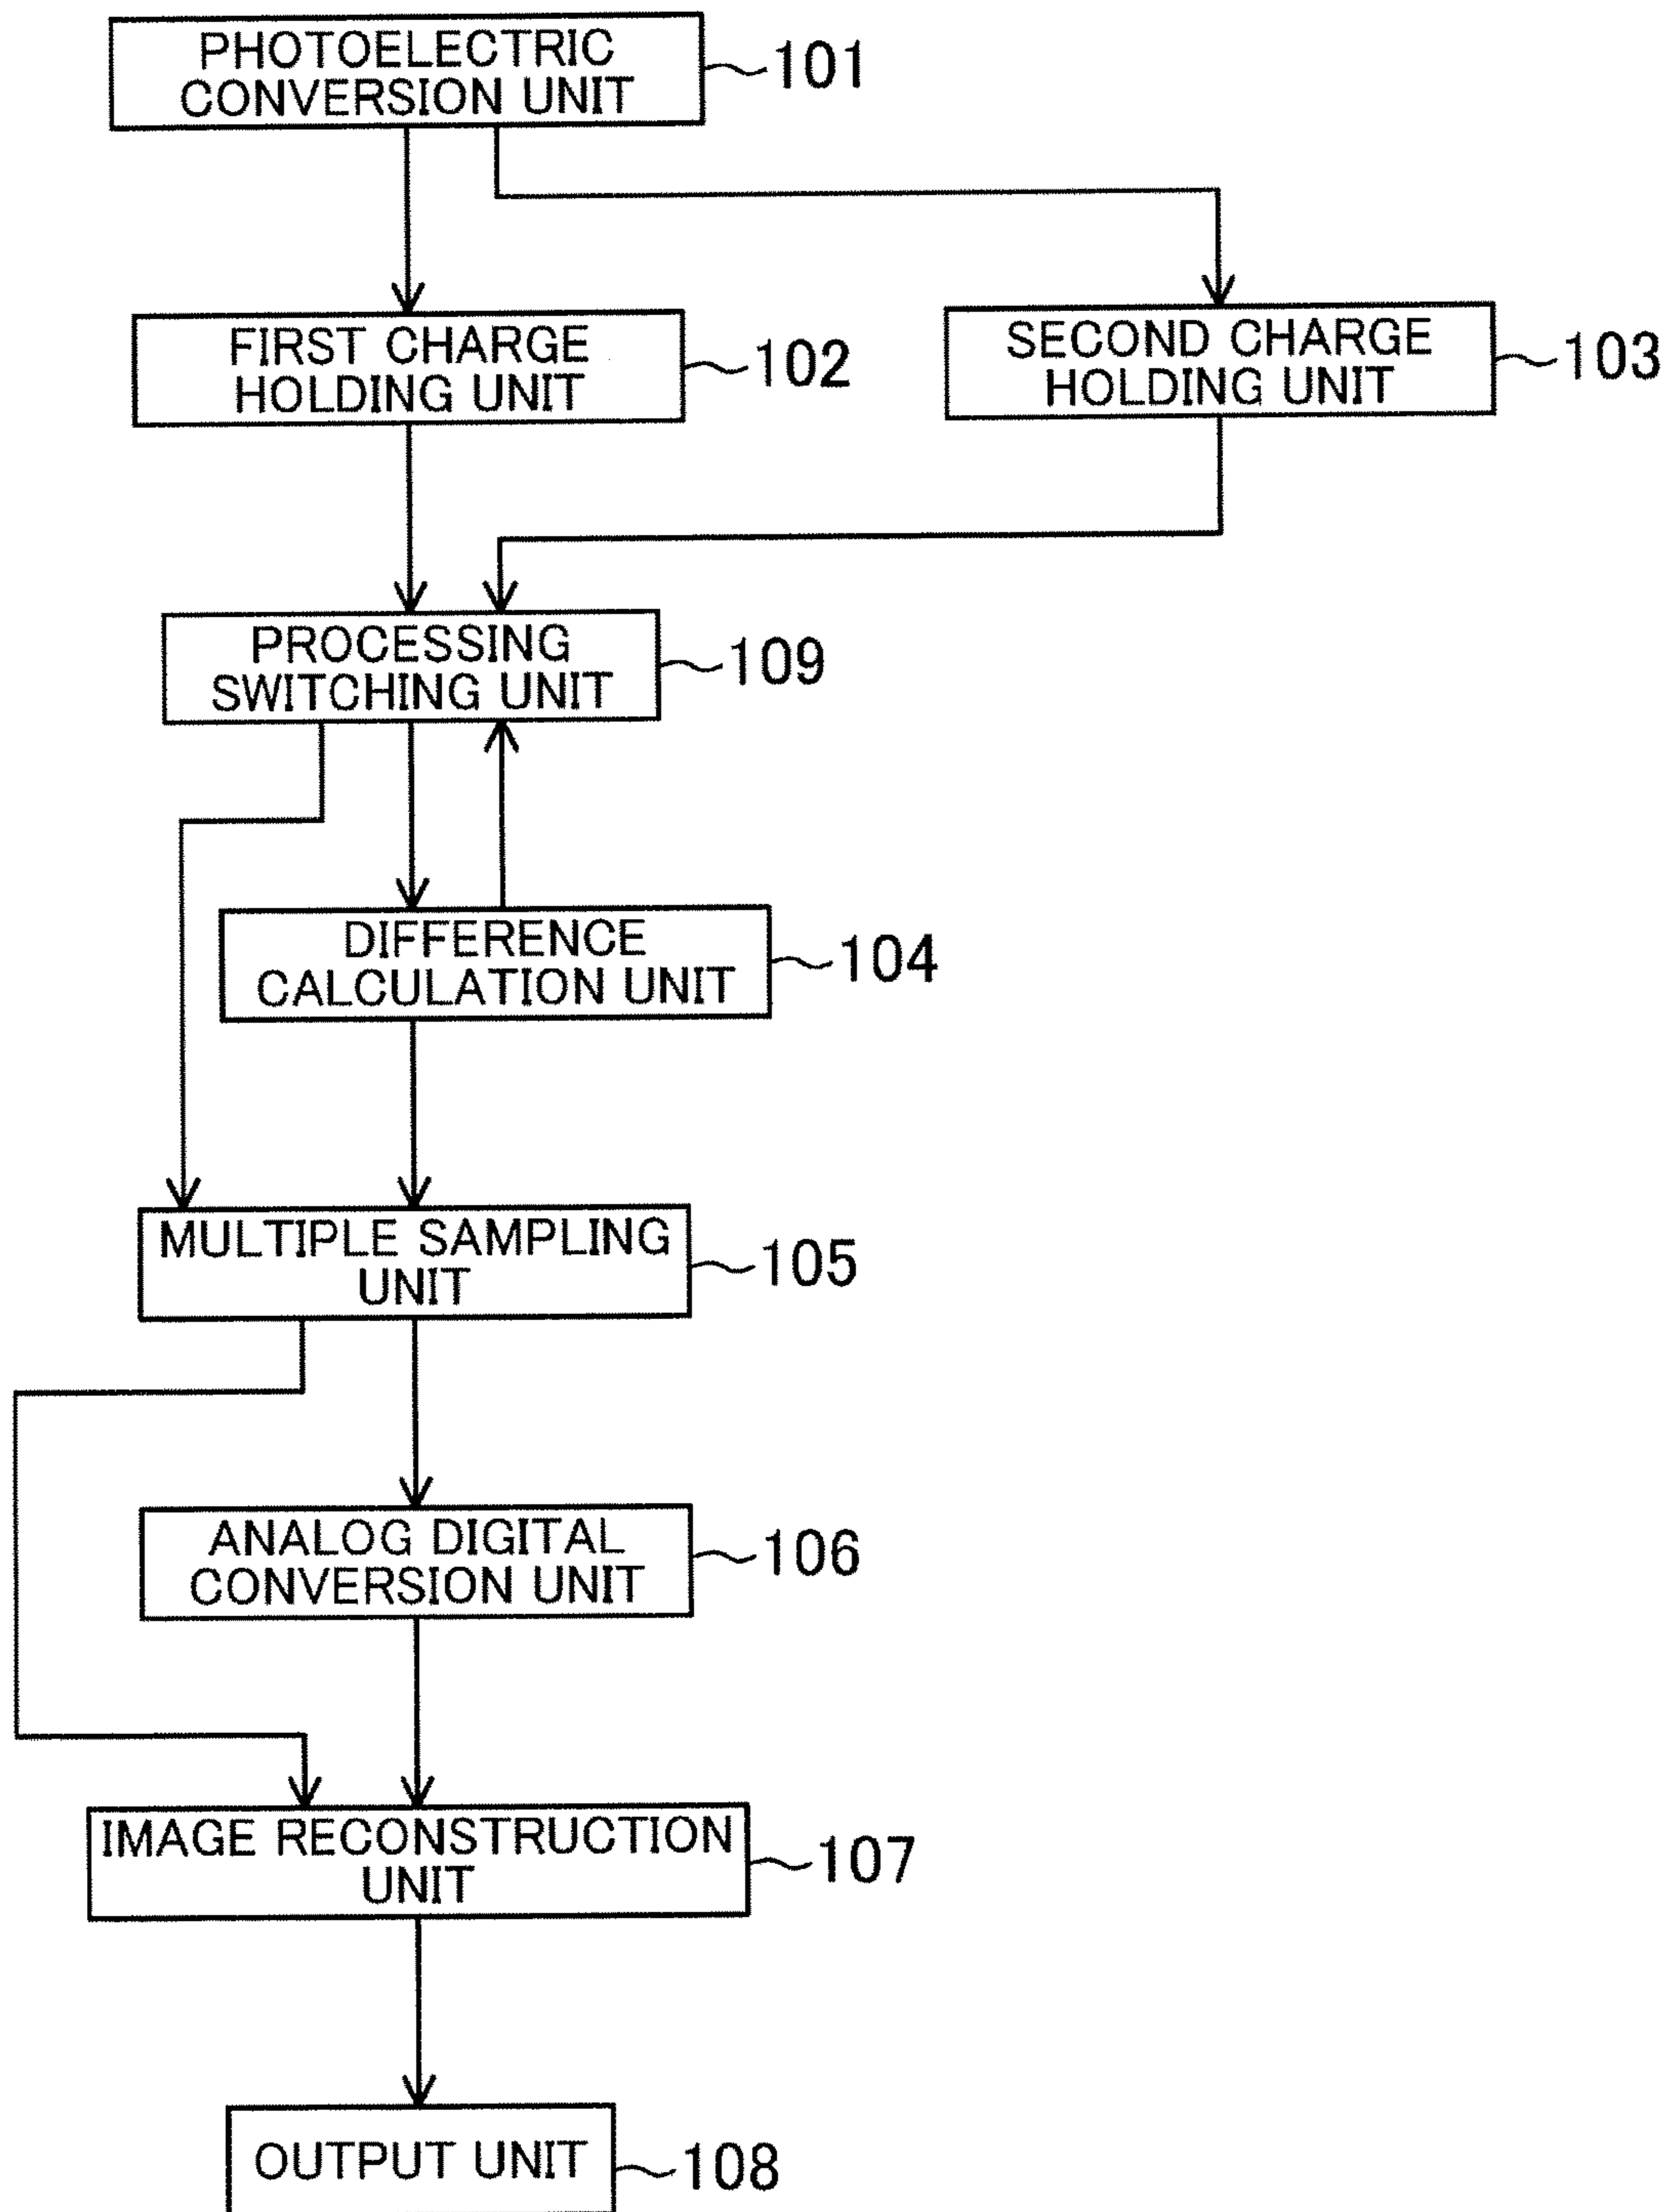 PHOTOELECTRIC
CONVERSION UNIT
101
FIRST CHARGE
HOLDING UNIT
102
SECOND CHARGE
HOLDING UNIT
103
PROCESSING
SWITCHING UNIT
109
DIFFERENCE
CALCULATION UNIT
104
MULTIPLE SAMPLING
UNIT
105
ANALOG DIGITAL
CONVERSION UNIT
106
IMAGE RECONSTRUCTION
UNIT
107
OUTPUT UNIT
108